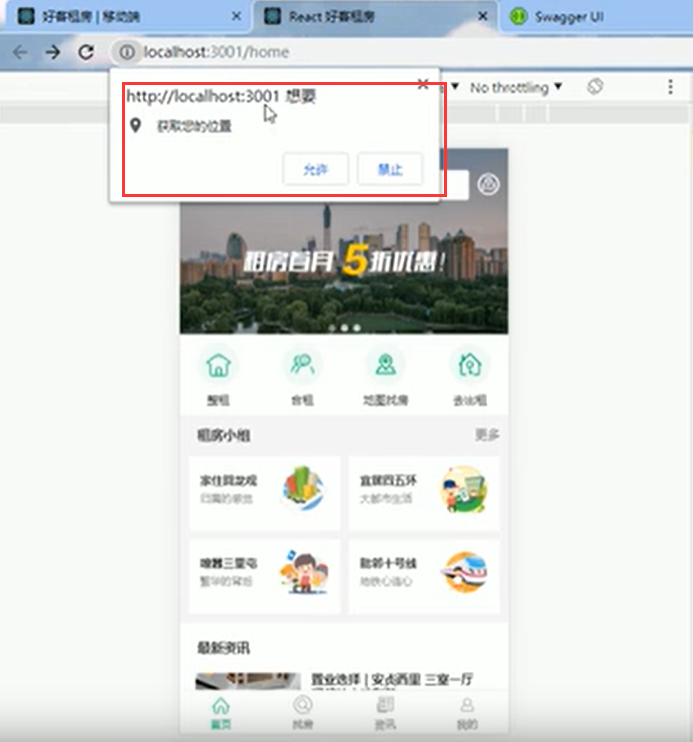 好客租房 | 移动端
React 好客租房
Swagger UI
localhost:3001/home
No throttling
http://localhost:3001 想要
获取您的位置
允许
禁止
租房首月 5折优惠!
整租
合租
地图找房
去出租
租房小组
更多
家住回龙观
归属的感觉
宜居四五环
大都市生活
喧嚣三里屯
繁华的背后
比邻十号线
地铁心连心
最新资讯
置业选择 | 安贞西里 三室一厅
首页
找房
资讯
我的